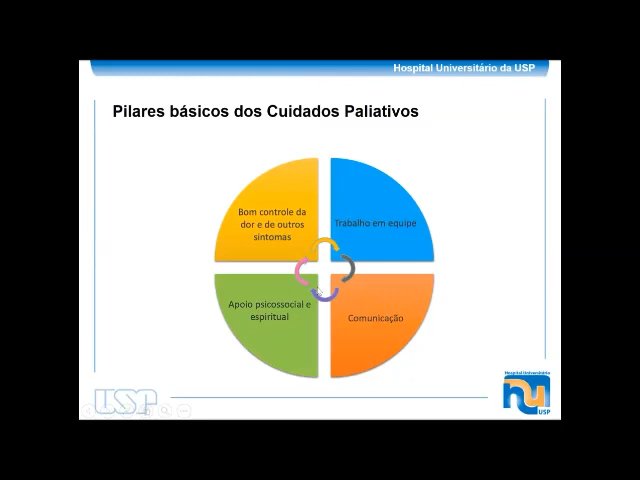 Hospital Universitário da USP
Pilares básicos dos Cuidados Paliativos
Bom controle da
dor e de outros
sintomas
Trabalho em equipe
Apoio psicossocial e
espiritual
Comunicação
USP
Hospital Universitário
hu
USP